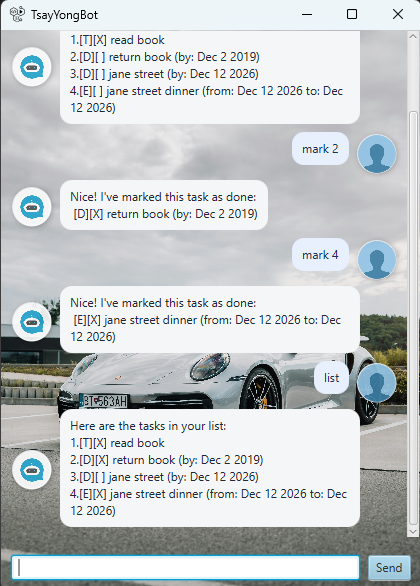 TsayYongBot
1.[T][X] read book
2.[D][ ] return book (by: Dec 2 2019)
3.[D][ ] jane street (by: Dec 12 2026)
4.[E][ ] jane street dinner (from: Dec 12 2026 to: Dec
12 2026)
mark 2
Nice! I've marked this task as done:
[D][X] return book (by: Dec 2 2019)
mark 4
Nice! I've marked this task as done:
[E][X] jane street dinner (from: Dec 12 2026 to: Dec
12 2026)
list
BT·563AH
Here are the tasks in your list:
1.[T][X] read book
2.[D][X] return book (by: Dec 2 2019)
3.[D][ ] jane street (by: Dec 12 2026)
4.[E][X] jane street dinner (from: Dec 12 2026 to: Dec
12 2026)
Send